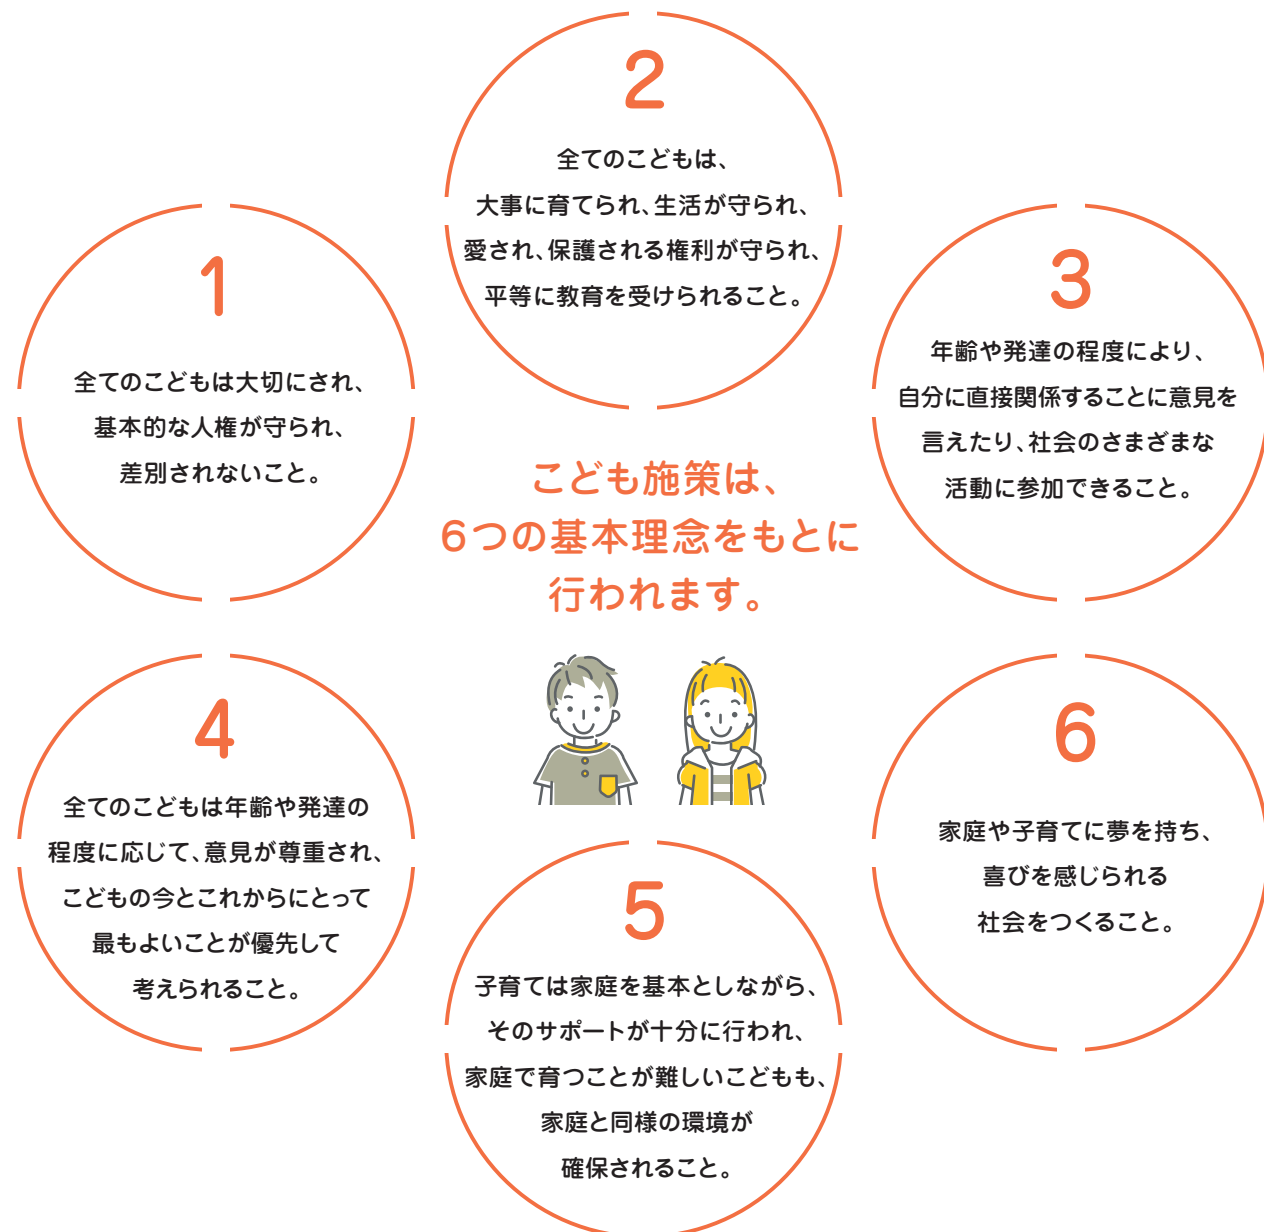 1
全てのこどもは大切にされ、
基本的な人権が守られ、
差別されないこと。
2
全てのこどもは、
大事に育てられ、生活が守られ、
愛され、保護される権利が守られ、
平等に教育を受けられること。
3
年齢や発達の程度により、
自分に直接関係することに意見を
言えたり、社会のさまざまな
活動に参加できること。
こども施策は、
6つの基本理念をもとに
行われます。
4
全てのこどもは年齢や発達の
程度に応じて、意見が尊重され、
こどもの今とこれからにとって
最もよいことが優先して
考えられること。
5
子育ては家庭を基本としながら、
そのサポートが十分に行われ、
家庭で育つことが難しいこどもも、
家庭と同様の環境が
確保されること。
6
家庭や子育てに夢を持ち、
喜びを感じられる
社会をつくること。